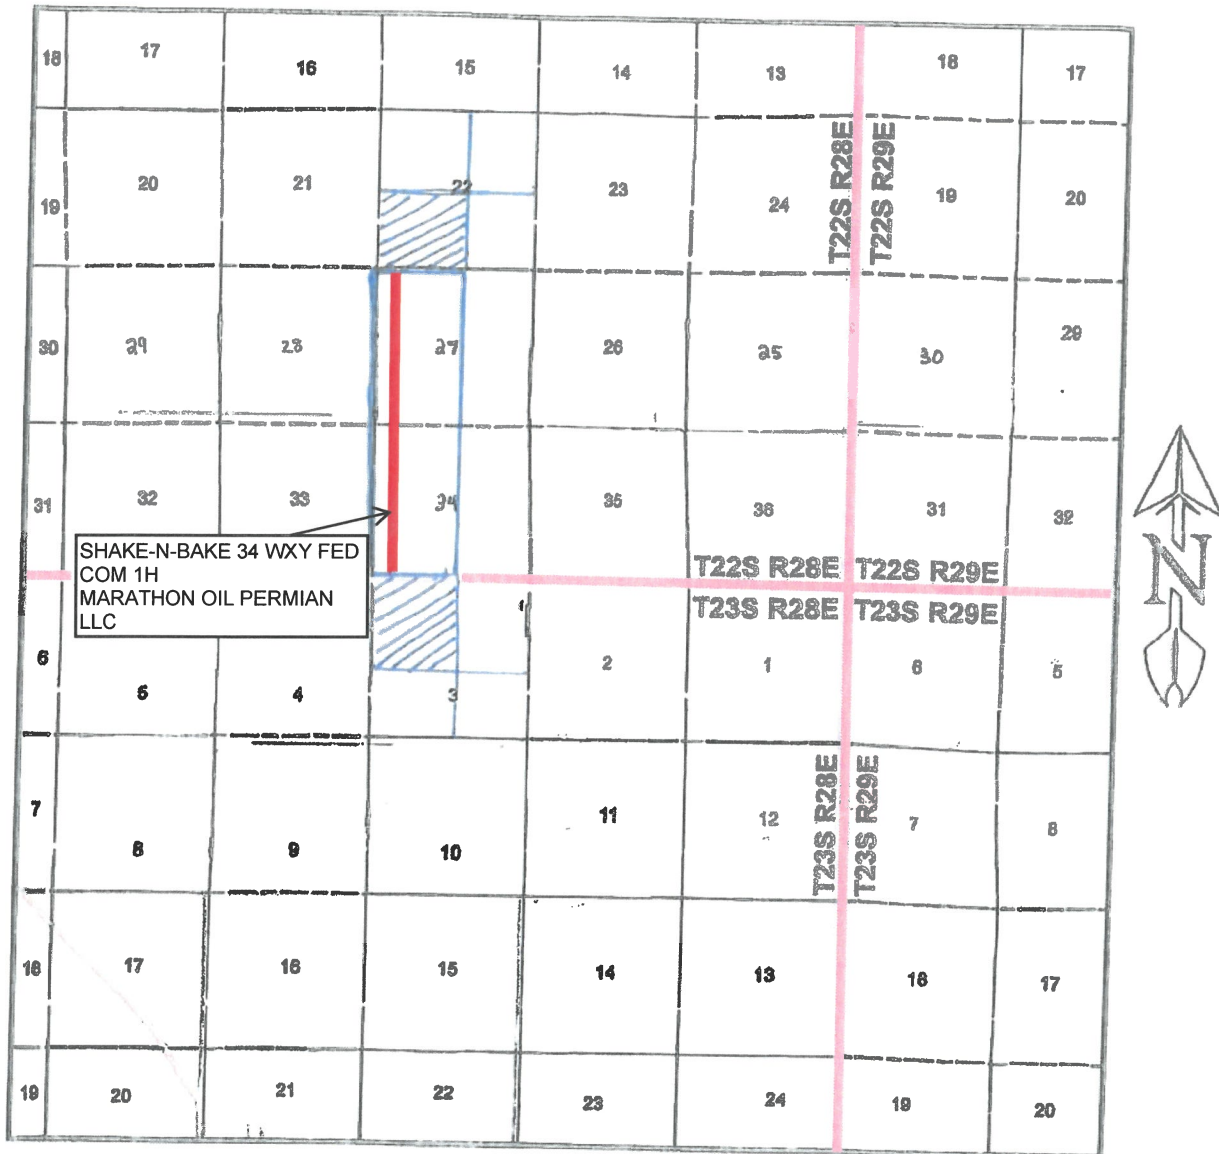 18 17 16 15 14 13 18 17
19 20 21 22 23 24 19 20
T22S R28E
T22S R29E
30 29 28 27 26 25 30 29
31 32 33 34 35 36 31 32
SHAKE-N-BAKE 34 WXY FED
COM 1H
MARATHON OIL PERMIAN
LLC
T22S R28E T22S R29E
T23S R28E T23S R29E
N
6 5 4 3 2 1 6 5
7 8 9 10 11 12 7 8
T23S R28E
T23S R29E
18 17 16 15 14 13 18 17
19 20 21 22 23 24 19 20